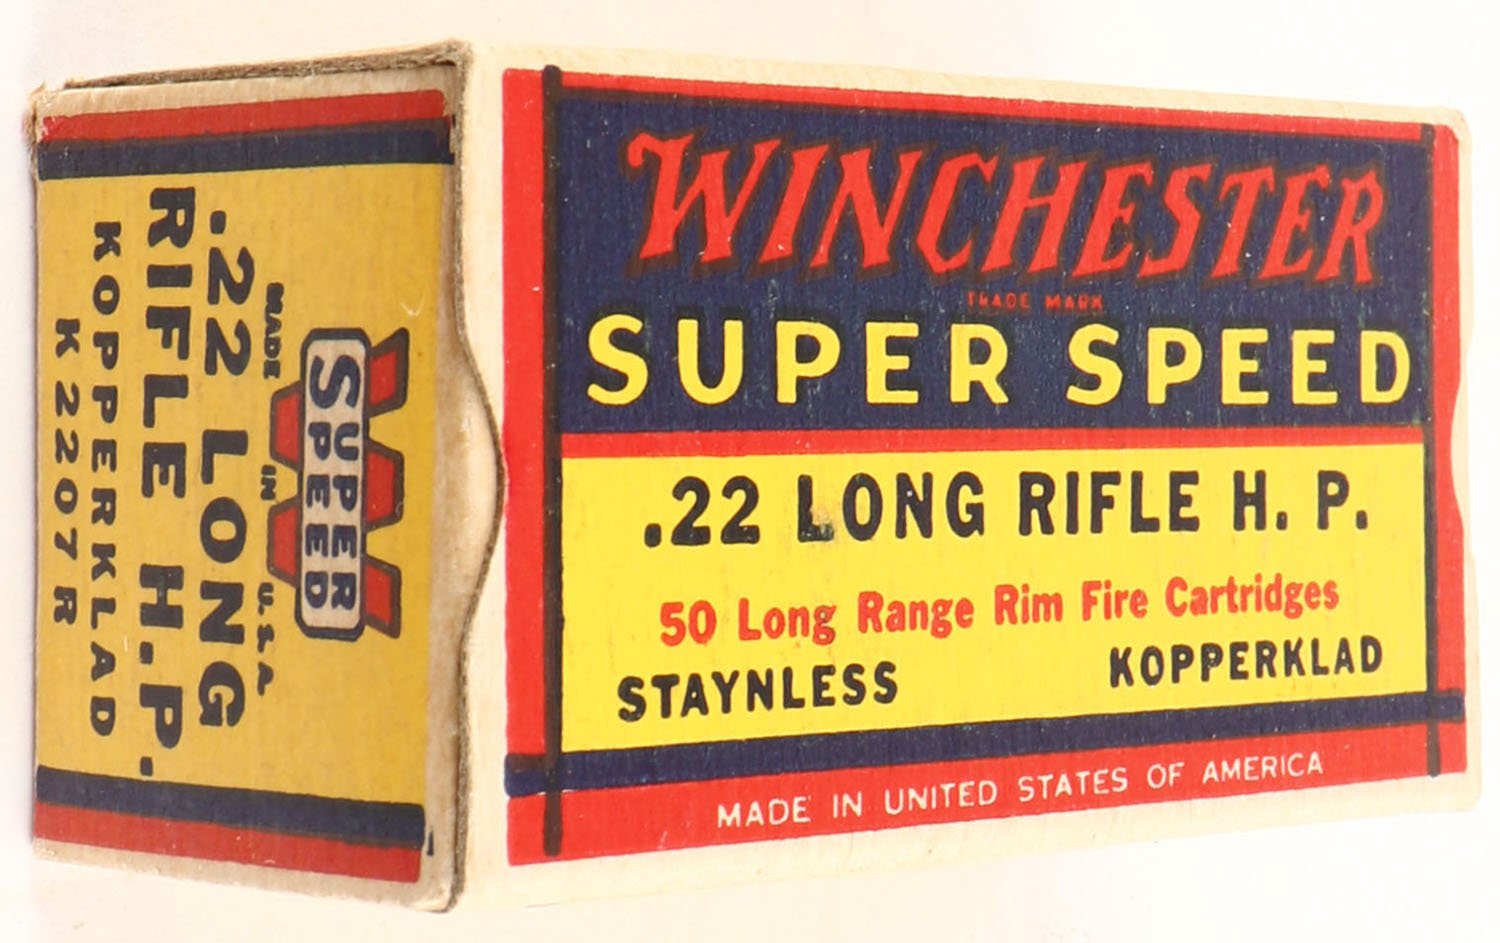 WINCHESTER
TRADE MARK
SUPER SPEED
.22 LONG RIFLE H. P.
50 Long Range Rim Fire Cartridges
STAYNLESS KOPPERKLAD
MADE IN UNITED STATES OF AMERICA
W
SUPER
SPEED
MADE IN U.S.A.
.22 LONG
RIFLE H.P.
KOPPERKLAD
K2207R